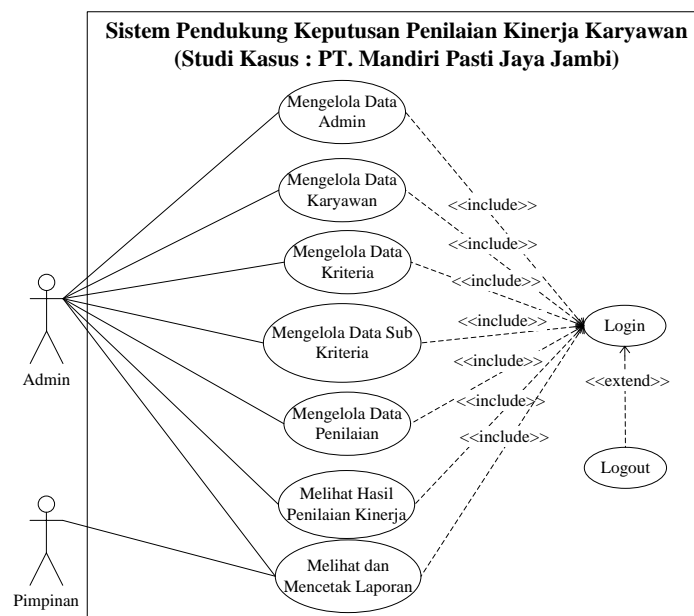 Sistem Pendukung Keputusan Penilaian Kinerja Karyawan
(Studi Kasus : PT. Mandiri Pasti Jaya Jambi)
Mengelola Data
Admin
Mengelola Data
Karyawan
<<include>>
<<include>>
Mengelola Data
Kriteria
<<include>>
Mengelola Data Sub
Kriteria
<<include>>
Login
Admin
<<include>>
<<extend>>
Mengelola Data
Penilaian
<<include>>
<<include>>
Logout
Melihat Hasil
Penilaian Kinerja
Melihat dan
Mencetak Laporan
Pimpinan